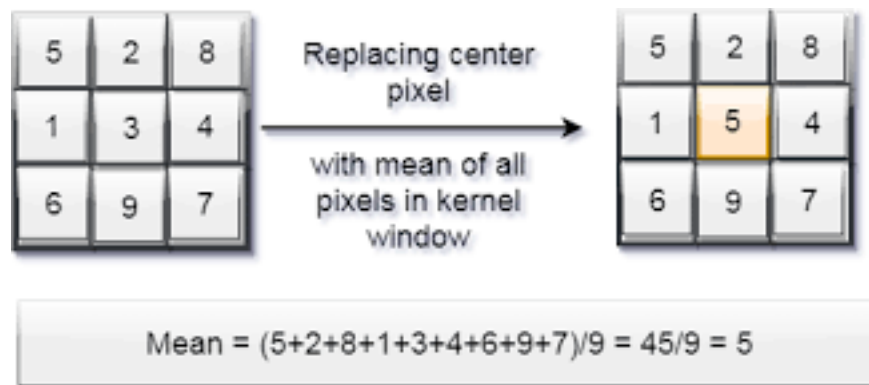 5 2 8
1 3 4
6 9 7
Replacing center
pixel
with mean of all
pixels in kernel
window
5 2 8
1 5 4
6 9 7
Mean = (5+2+8+1+3+4+6+9+7)/9 = 45/9 = 5